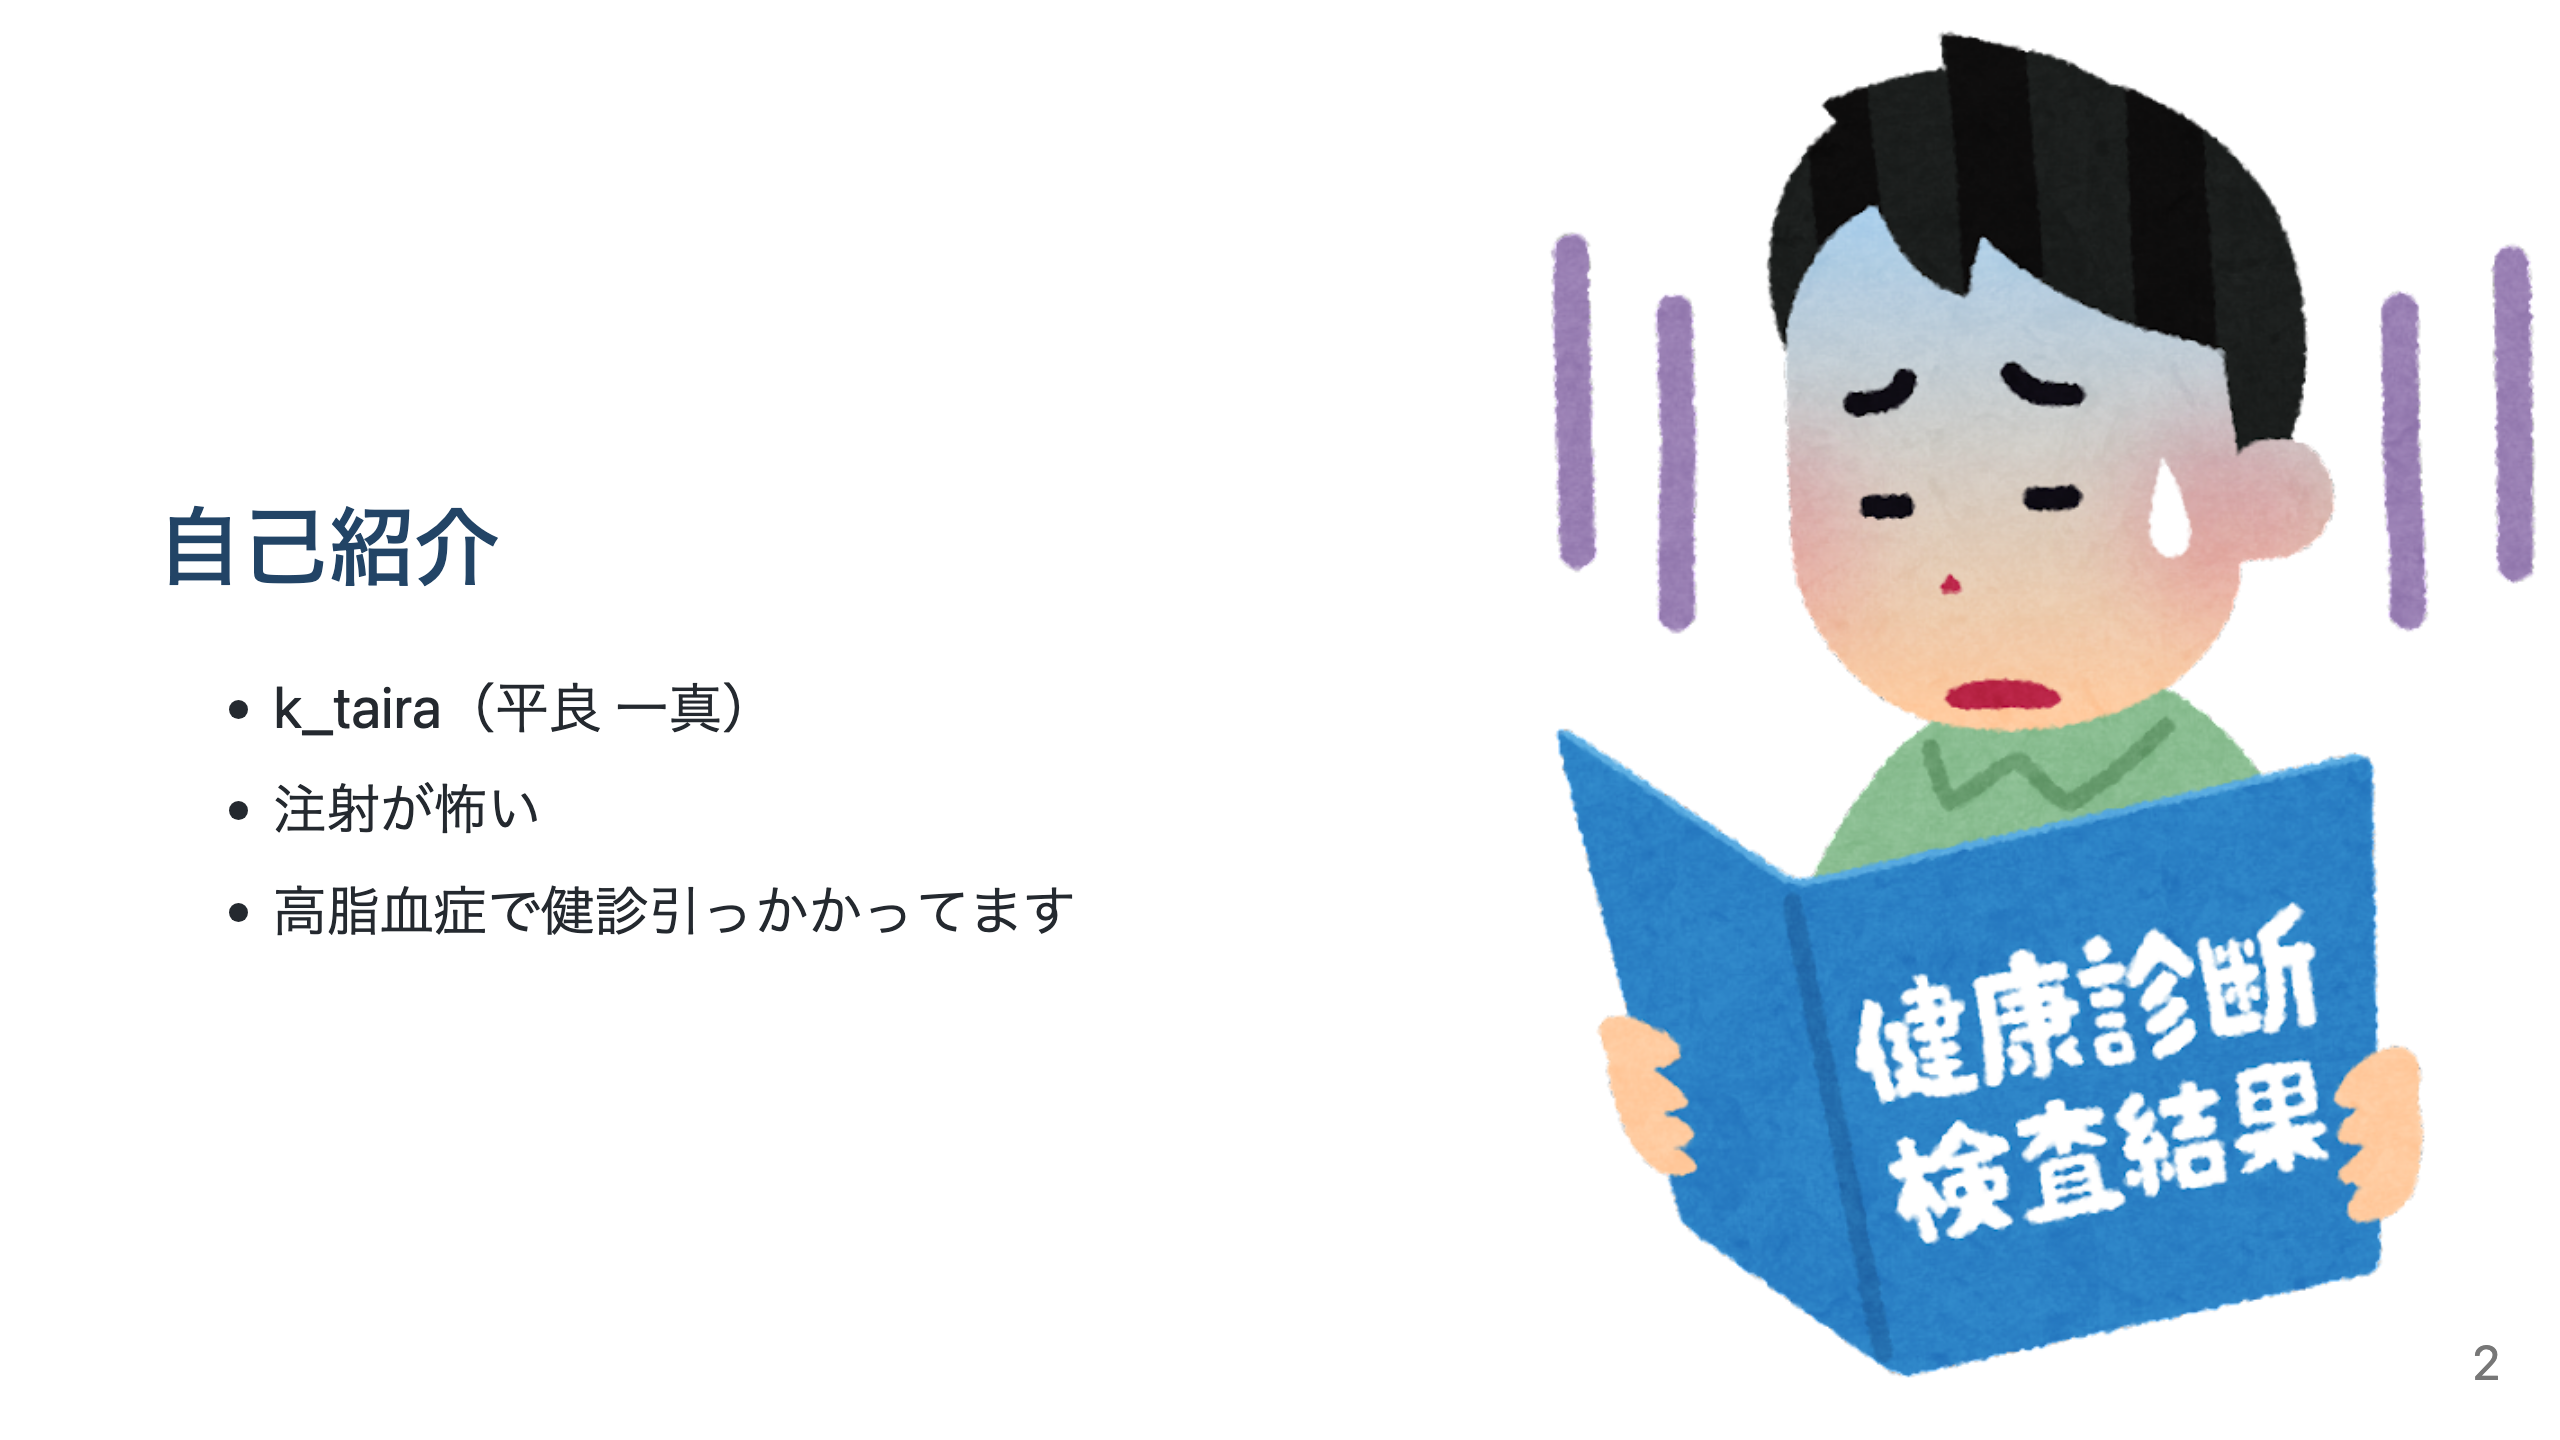 自己紹介
k_taira（平良 一真）
注射が怖い
高脂血症で健診引っかかってます
健康診断
検査結果
2